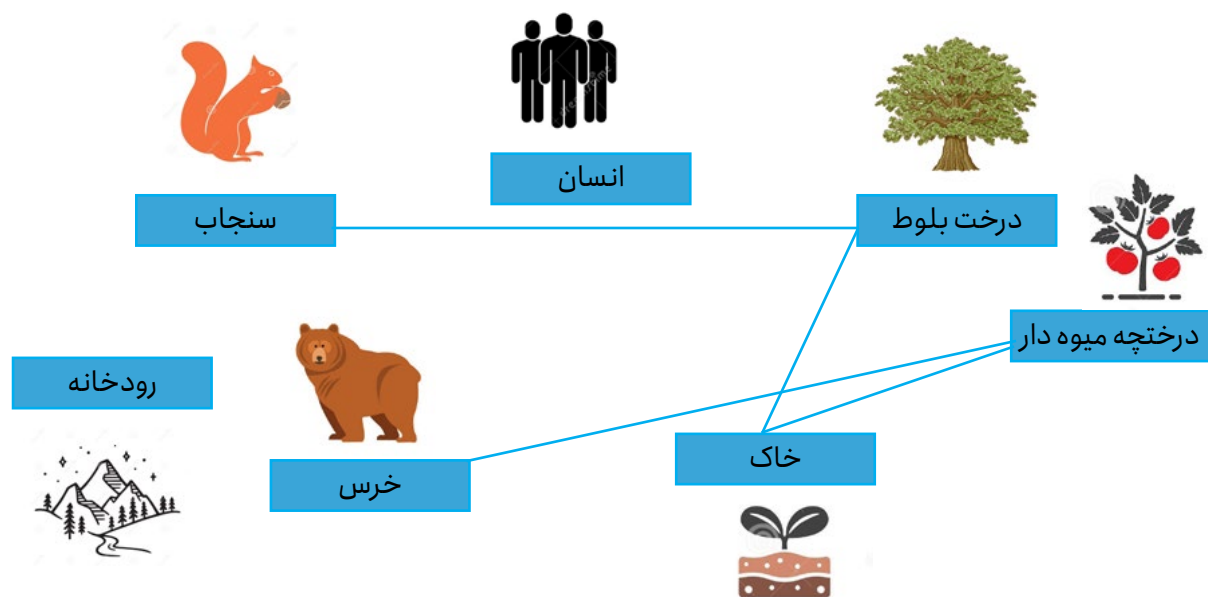 انسان
درخت بلوط
سنجاب
درختچه میوه دار
رودخانه
خاک
خرس